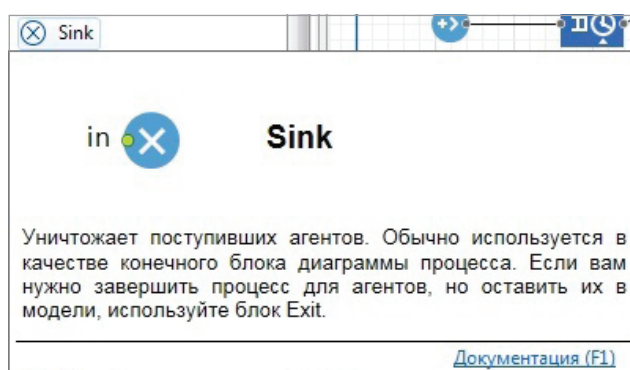 Sink
in
Sink
Уничтожает поступивших агентов. Обычно используется в
качестве конечного блока диаграммы процесса. Если вам
нужно завершить процесс для агентов, но оставить их в
модели, используйте блок Exit.
Документация (F1)